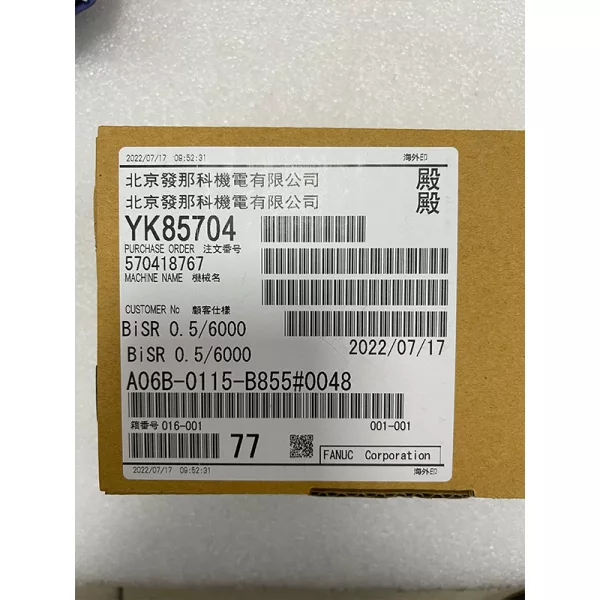 2022/07/17 09:52:31 海外印
北京發那科機電有限公司 殿
北京發那科機電有限公司 殿
YK85704
PURCHASE ORDER 注文番号
570418767
MACHINE NAME 機械名
CUSTOMER No 顧客仕様
BiSR 0.5/6000
2022/07/17
BiSR 0.5/6000
A06B-0115-B855#0048
箱番号 016-001 001-001
77
FANUC Corporation
2022/07/17 09:52:31 海外印